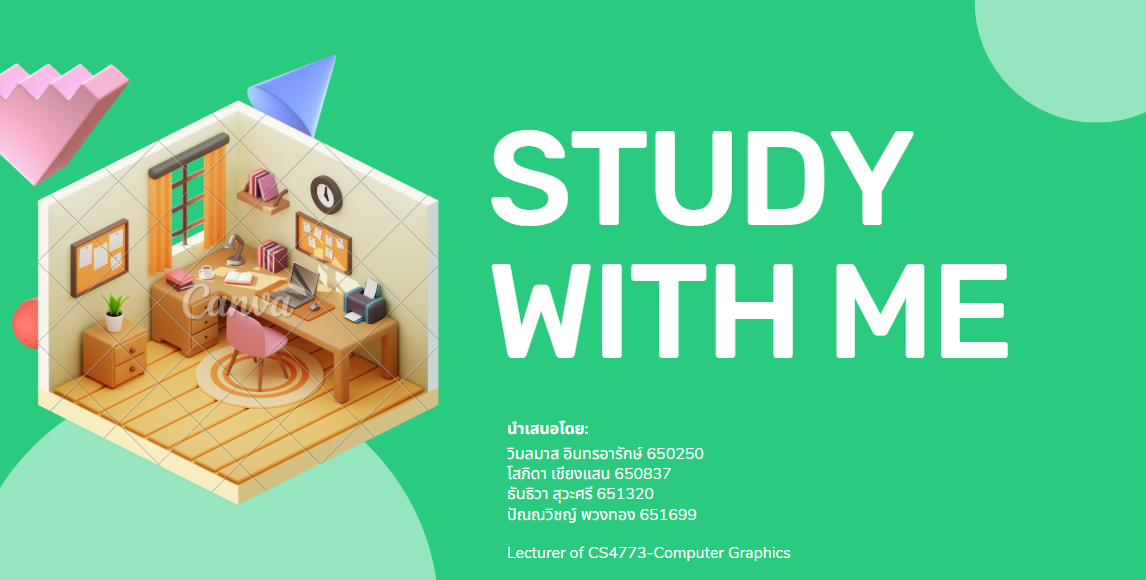 STUDY
WITH ME
Canva
นำเสนอโดย:
วิมลมาส อินทรอารักษ์ 650250
โสภิดา เชียงแสน 650837
ธันธิวา สุวะศรี 651320
ปัณณวิชญ์ พวงทอง 651699
Lecturer of CS4773-Computer Graphics